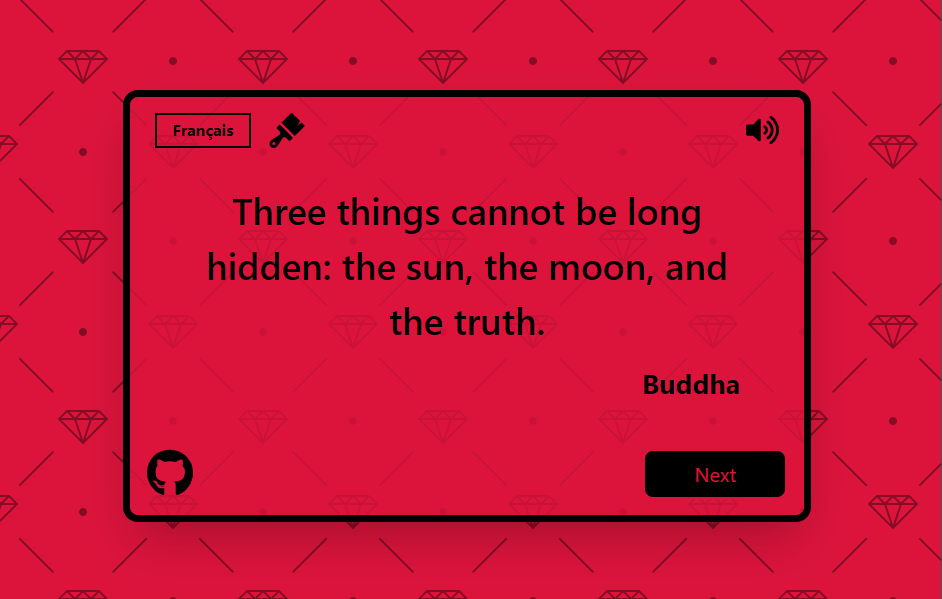 Français
Three things cannot be long
hidden: the sun, the moon, and
the truth.
Buddha
Next